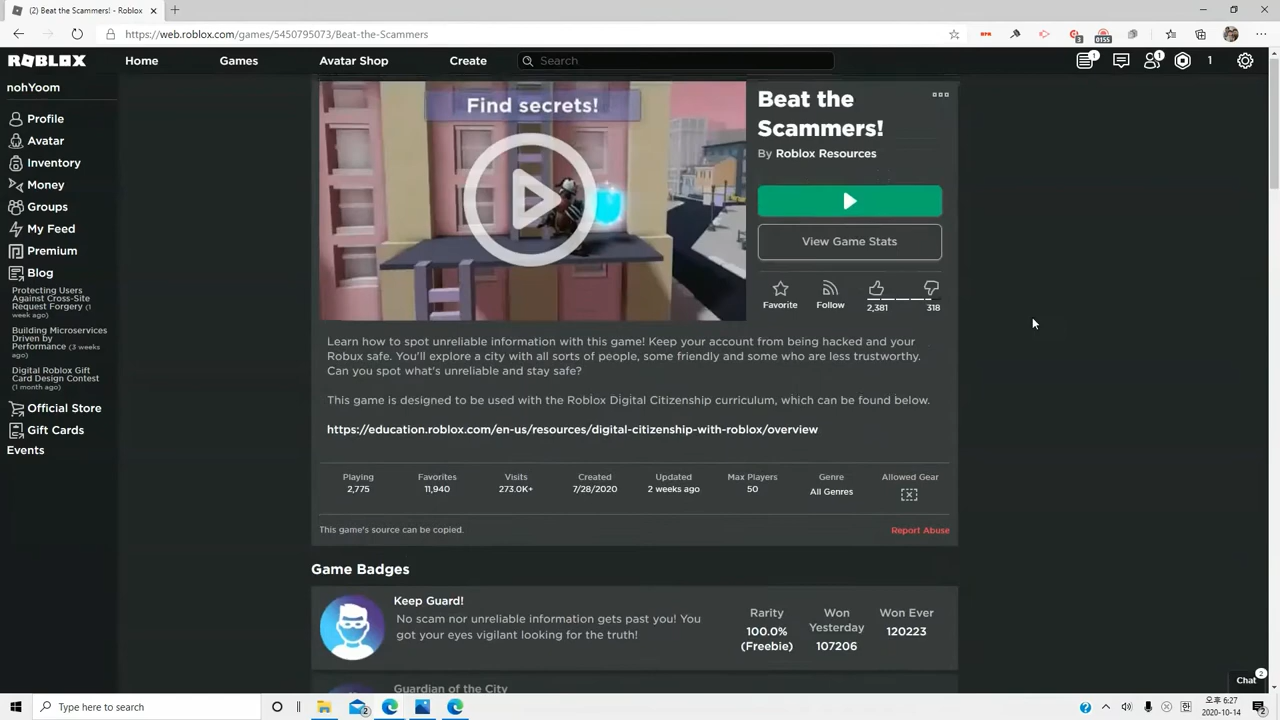 (2) Beat the Scammers! - Roblox
https://web.roblox.com/games/5450795073/Beat-the-Scammers
ROBLOX
Home
Games
Avatar Shop
Create
Search
1
1
1
nohYoom
Profile
Avatar
Inventory
Money
Groups
My Feed
Premium
Blog
Protecting Users
Against Cross-Site
Request Forgery (1
week ago)
Building Microservices
Driven by
Performance (3 weeks
ago)
Digital Roblox Gift
Card Design Contest
(1 month ago)
Official Store
Gift Cards
Events
Find secrets!
Beat the
Scammers!
By Roblox Resources
View Game Stats
Favorite
Follow
2,381
318
Learn how to spot unreliable information with this game! Keep your account from being hacked and your
Robux safe. You'll explore a city with all sorts of people, some friendly and some who are less trustworthy.
Can you spot what's unreliable and stay safe?
This game is designed to be used with the Roblox Digital Citizenship curriculum, which can be found below.
https://education.roblox.com/en-us/resources/digital-citizenship-with-roblox/overview
Playing Favorites Visits Created Updated Max Players Genre Allowed Gear
2,775 11,940 273.0K+ 7/28/2020 2 weeks ago 50 All Genres
This game's source can be copied.
Report Abuse
Game Badges
Keep Guard!
No scam nor unreliable information gets past you! You
got your eyes vigilant looking for the truth!
Rarity
100.0%
(Freebie)
Won
Yesterday
107206
Won Ever
120223
Guardian of the City
Chat
2
Type here to search
2
오후 6:27
2020-10-14
2